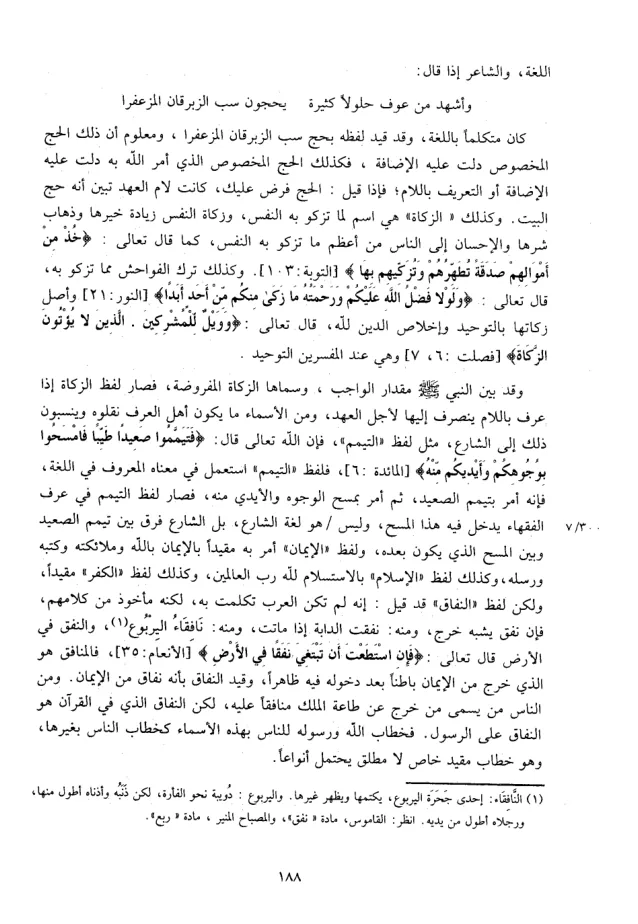 اللغة، والشاعر إذا قال:
وأشهد من عوف حلولاً كثيرة يحجون سب الزبرقان المزعفرا
كان متكلماً باللغة، وقد قيد لفظه بحج سب الزبرقان المزعفرا ، ومعلوم أن ذلك الحج
المخصوص دلت عليه الإضافة ، فكذلك الحج المخصوص الذي أمر الله به دلت عليه
الإضافة أو التعريف باللام؛ فإذا قيل : الحج فرض عليك، كانت لام العهد تبين أنه حج
البيت. وكذلك « الزكاة» هي اسم لما تزكو به النفس، وزكاة النفس زيادة خيرها وذهاب
شرها والإحسان إلى الناس من أعظم ما تزكو به النفس، كما قال تعالى : ﴿خُذْ مِنْ
أَمْوَالِهِمْ صَدَقَةً تُطَهِّرُهُمْ وَتُزَكِّيهِم بِهَا ﴾ [التوبة:١٠٣]. وكذلك ترك الفواحش مما تزكو به،
قال تعالى : ﴿وَلَوْلا فَضْلُ اللَّهِ عَلَيْكُمْ وَرَحْمَتُهُ مَا زَكَىٰ مِنكُم مِّنْ أَحَدٍ أَبَدًا﴾ [النور:٢١] وأصل
زكاتها بالتوحيد وإخلاص الدين لله، قال تعالى :﴿وَوَيْلٌ لِّلْمُشْرِكِينَ . الَّذِينَ لا يُؤْتُونَ
الزَّكَاةَ﴾ [فصلت :٦، ٧] وهي عند المفسرين التوحيد .
وقد بين النبي ﷺ مقدار الواجب ، وسماها الزكاة المفروضة، فصار لفظ الزكاة إذا
عرف باللام ينصرف إليها لأجل العهد، ومن الأسماء ما يكون أهل العرف نقلوه وينسبون
ذلك إلى الشارع، مثل لفظ «التيمم»، فإن الله تعالى قال: ﴿فَتَيَمَّمُوا صَعِيدًا طَيِّبًا فَامْسَحُوا
بِوُجُوهِكُمْ وَأَيْدِيكُم مِّنْهُ﴾ [المائدة :٦]، فلفظ «التيمم» استعمل في معناه المعروف في اللغة،
فإنه أمر بتيمم الصعيد، ثم أمر بمسح الوجوه والأيدي منه، فصار لفظ التيمم في عرف
الفقهاء يدخل فيه هذا المسح، وليس /هو لغة الشارع، بل الشارع فرق بين تيمم الصعيد ٧/٣٠٠
وبين المسح الذي يكون بعده، ولفظ «الإيمان» أمر به مقيداً بالإيمان بالله وملائكته وكتبه
ورسله،وكذلك لفظ «الإسلام» بالاستسلام لله رب العالمين، وكذلك لفظ «الكفر» مقيداً،
ولكن لفظ «النفاق» قد قيل : إنه لم تكن العرب تكلمت به، لكنه مأخوذ من كلامهم،
فإن نفق يشبه خرج، ومنه: نفقت الدابة إذا ماتت، ومنه: نَافِقَاءُ اليَرْبُوع(١)، والنفق في
الأرض قال تعالى :﴿فَإِنِ اسْتَطَعْتَ أَن تَبْتَغِيَ نَفَقًا فِي الأَرْضِ ﴾ [الأنعام:٣٥]، فالمنافق هو
الذي خرج من الإيمان باطناً بعد دخوله فيه ظاهراً، وقيد النفاق بأنه نفاق من الإيمان. ومن
الناس من يسمى من خرج عن طاعة الملك منافقاً عليه، لكن النفاق الذي في القرآن هو
النفاق على الرسول. فخطاب الله ورسوله للناس بهذه الأسماء كخطاب الناس بغيرها،
وهو خطاب مقيد خاص لا مطلق يحتمل أنواعاً.
(١) النَّافِقَاء: إحدى جَحَرَة اليربوع، يكتمها ويظهر غيرها. واليربوع : دُوَيبة نحو الفأرة، لكن ذَنَبُه وأذناه أطول منها،
ورجلاه أطول من يديه. انظر: القاموس، مادة « نفق»، والمصباح المنير ، مادة « ربع».
١٨٨